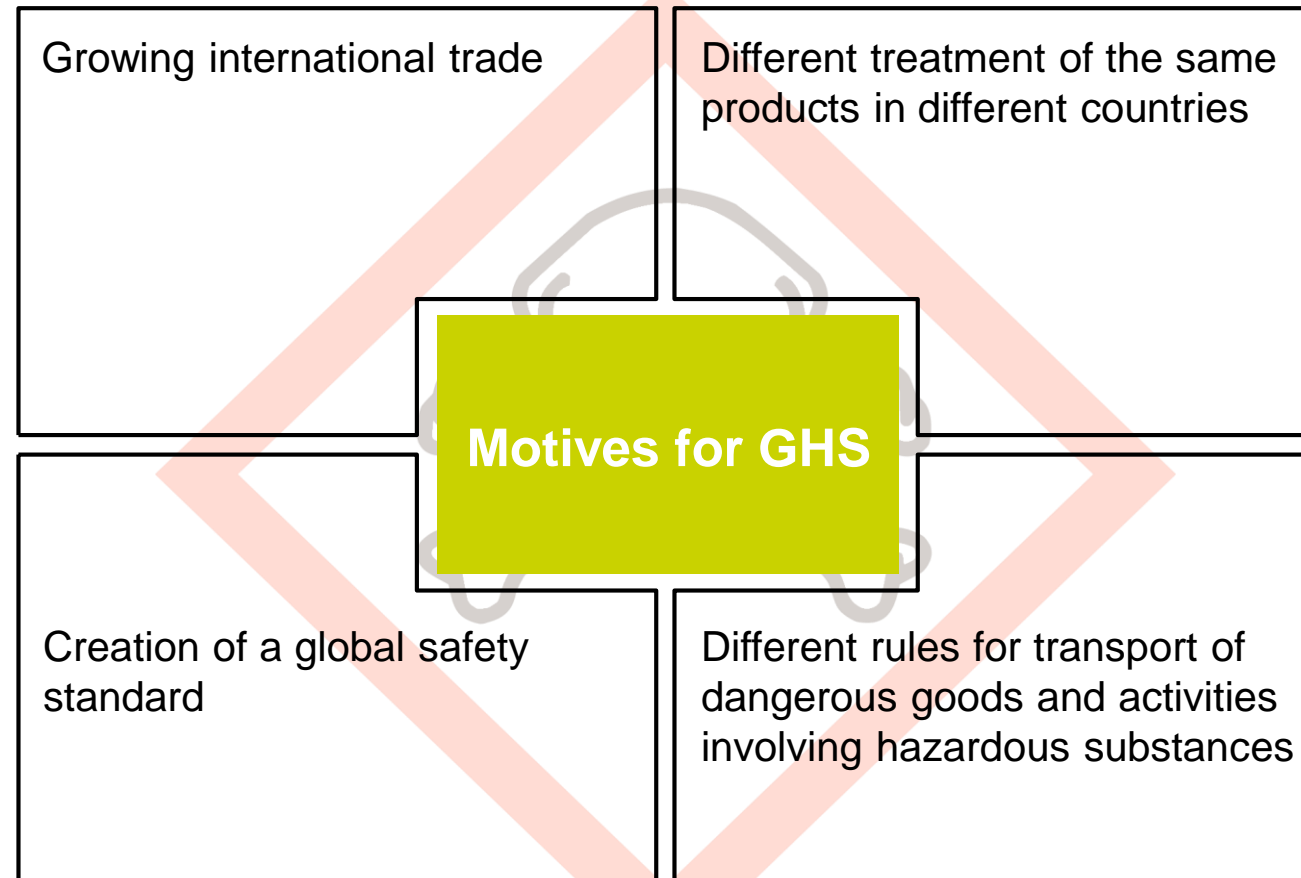 Growing international trade
Different treatment of the same
products in different countries
Motives for GHS
Creation of a global safety
standard
Different rules for transport of
dangerous goods and activities
involving hazardous substances